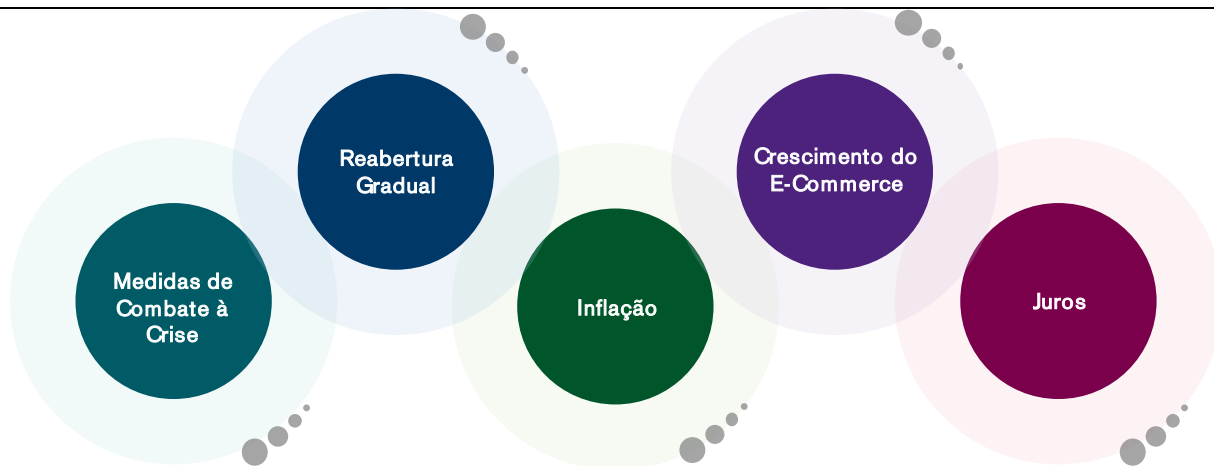 Medidas de
Combate à
Crise
Reabertura
Gradual
Inflação
Crescimento do
E-Commerce
Juros